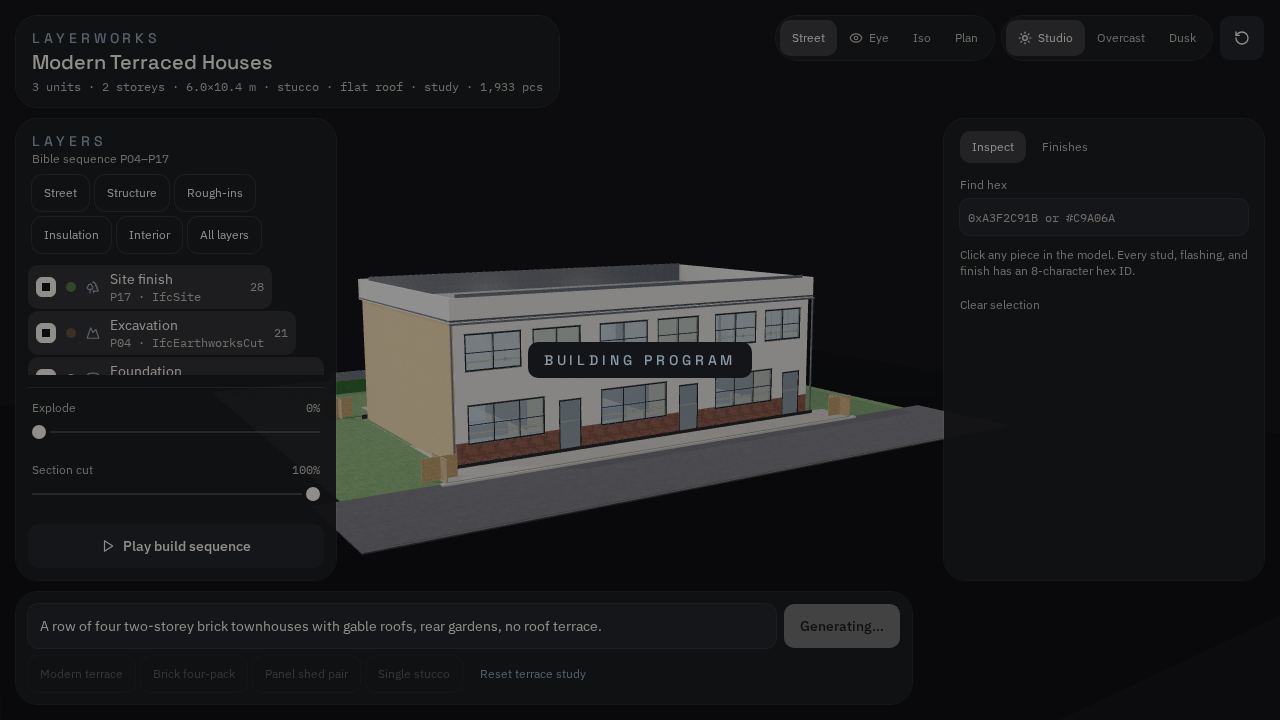 LAYERWORKS
Modern Terraced Houses
3 units · 2 storeys · 6.0×10.4 m · stucco · flat roof · study · 1,933 pcs
Street Eye Iso Plan
Studio Overcast Dusk
LAYERS
Bible sequence P04–P17
Street Structure Rough-ins
Insulation Interior All layers
Site finish
P17 · IfcSite 28
Excavation
P04 · IfcEarthworksCut 21
Foundation
Explode 0%
Section cut 100%
Play build sequence
BUILDING PROGRAM
Inspect Finishes
Find hex
0xA3F2C91B or #C9A06A
Click any piece in the model. Every stud, flashing, and
finish has an 8-character hex ID.
Clear selection
A row of four two-storey brick townhouses with gable roofs, rear gardens, no roof terrace.
Generating…
Modern terrace Brick four-pack Panel shed pair Single stucco Reset terrace study